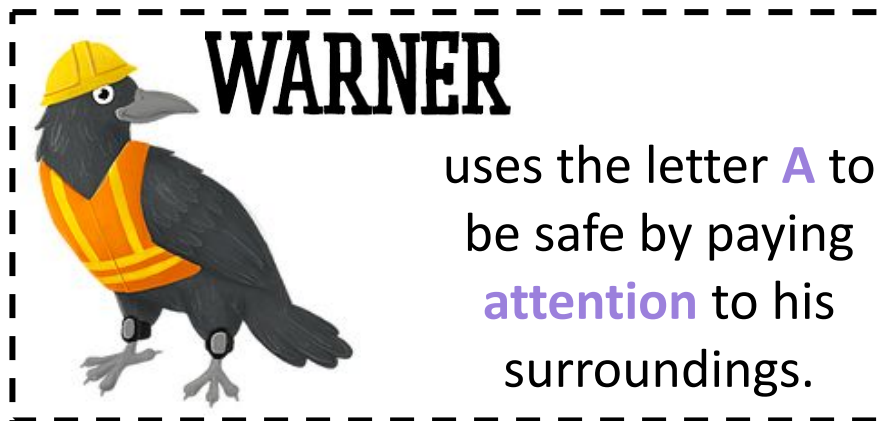 WARNER
uses the letter A to
be safe by paying
attention to his
surroundings.